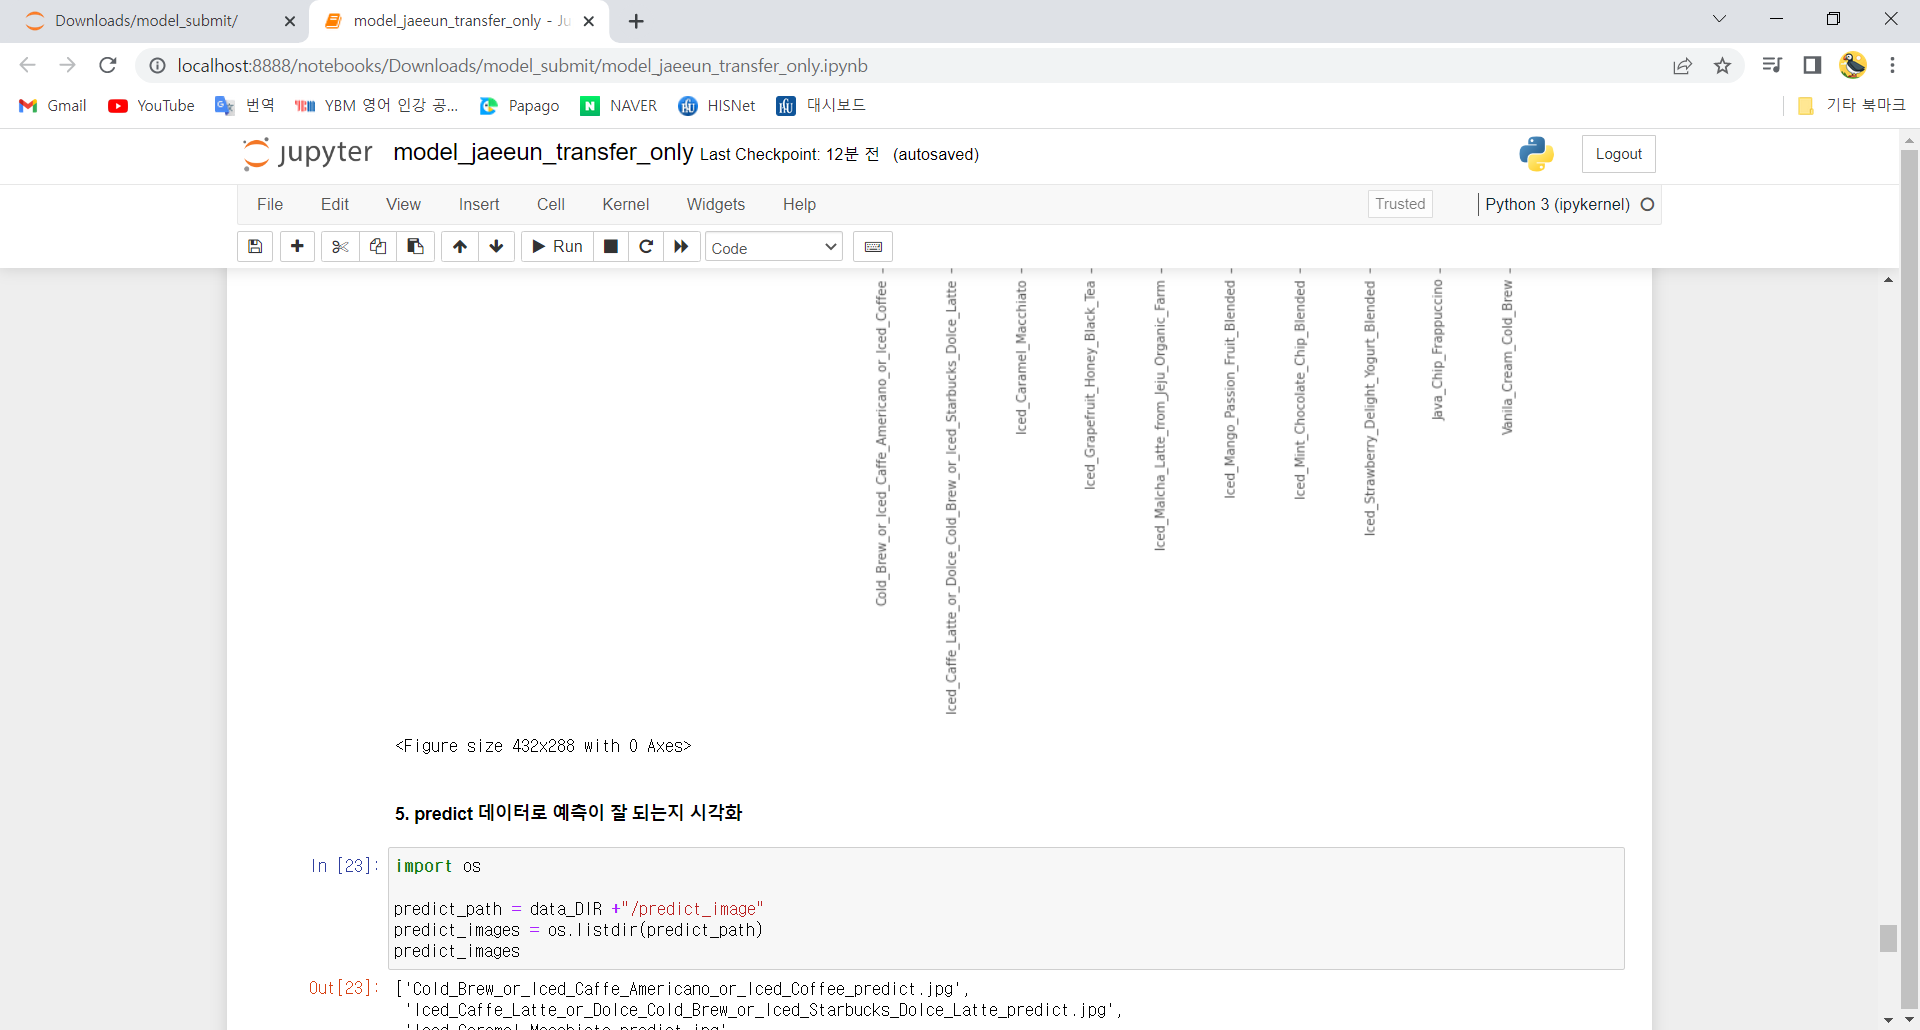 Downloads/model_submit/
model_jaeeun_transfer_only - Ju
localhost:8888/notebooks/Downloads/model_submit/model_jaeeun_transfer_only.ipynb
Gmail YouTube 번역 YBM 영어 인강 공... Papago NAVER HISNet 대시보드 기타 북마크
jupyter model_jaeeun_transfer_only Last Checkpoint: 12분 전 (autosaved) Logout
File Edit View Insert Cell Kernel Widgets Help Trusted Python 3 (ipykernel)
Run Code
Cold_Brew_or_Iced_Caffe_Americano_or_Iced_Coffee
Iced_Caffe_Latte_or_Dolce_Cold_Brew_or_Iced_Starbucks_Dolce_Latte
Iced_Caramel_Macchiato
Iced_Grapefruit_Honey_Black_Tea
Iced_Malcha_Latte_from_Jeju_Organic_Farm
Iced_Mango_Passion_Fruit_Blended
Iced_Mint_Chocolate_Chip_Blended
Iced_Strawberry_Delight_Yogurt_Blended
Java_Chip_Frappuccino
Vanila_Cream_Cold_Brew
<Figure size 432x288 with 0 Axes>
5. predict 데이터로 예측이 잘 되는지 시각화
In [23]: import os
predict_path = data_DIR +"/predict_image"
predict_images = os.listdir(predict_path)
predict_images
Out[23]: ['Cold_Brew_or_Iced_Caffe_Americano_or_Iced_Coffee_predict.jpg',
'Iced_Caffe_Latte_or_Dolce_Cold_Brew_or_Iced_Starbucks_Dolce_Latte_predict.jpg',
'Iced_Caramel_Macchiato_predict.jpg',